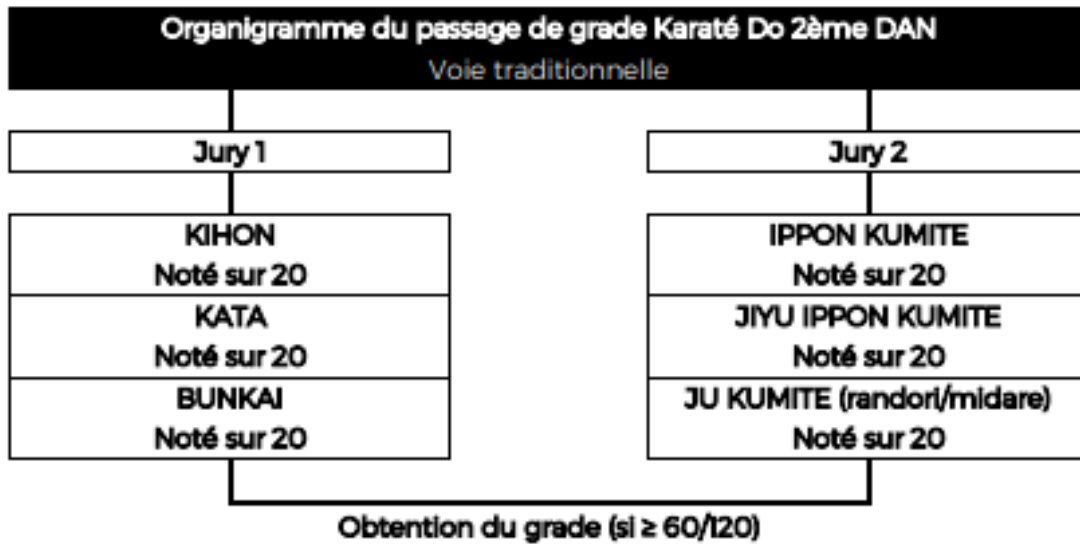 Organigramme du passage de grade Karaté Do 2ème DAN
Voie traditionnelle
Jury 1
KIHON
Noté sur 20
KATA
Noté sur 20
BUNKAI
Noté sur 20
Jury 2
IPPON KUMITE
Noté sur 20
JIYU IPPON KUMITE
Noté sur 20
JU KUMITE (randori/midare)
Noté sur 20
Obtention du grade (si ≥ 60/120)